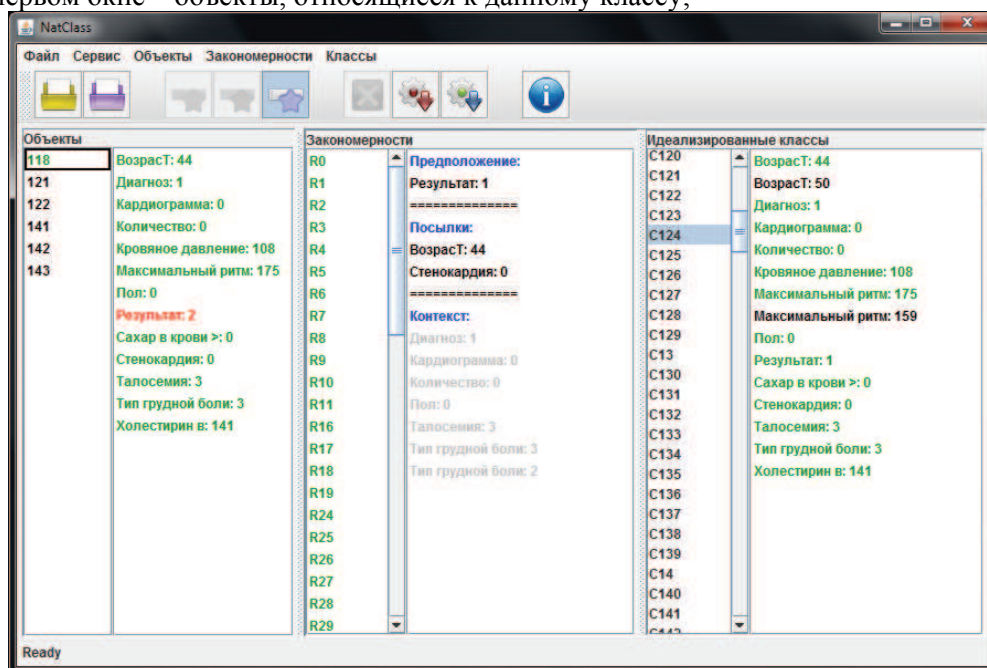 первом окне – объекты, относящиеся к данному классу;
NatClass
Файл Сервис Объекты Закономерности Классы
Объекты
118
121
122
141
142
143
ВозрасТ: 44
Диагноз: 1
Кардиограмма: 0
Количество: 0
Кровяное давление: 108
Максимальный ритм: 175
Пол: 0
Результат: 2
Сахар в крови >: 0
Стенокардия: 0
Талосемия: 3
Тип грудной боли: 3
Холестирин в: 141
Закономерности
R0
R1
R2
R3
R4
R5
R6
R7
R8
R9
R10
R11
R16
R17
R18
R19
R24
R25
R26
R27
R28
R29
Предположение:
Результат: 1
==============
Посылки:
ВозрасТ: 44
Стенокардия: 0
==============
Контекст:
Диагноз: 1
Кардиограмма: 0
Количество: 0
Пол: 0
Талосемия: 3
Тип грудной боли: 3
Тип грудной боли: 2
Идеализированные классы
C120
C121
C122
C123
C124
C125
C126
C127
C128
C129
C13
C130
C131
C132
C133
C134
C135
C136
C137
C138
C139
C14
C140
C141
C142
ВозрасТ: 44
ВозрасТ: 50
Диагноз: 1
Кардиограмма: 0
Количество: 0
Кровяное давление: 108
Максимальный ритм: 175
Максимальный ритм: 159
Пол: 0
Результат: 1
Сахар в крови >: 0
Стенокардия: 0
Талосемия: 3
Тип грудной боли: 3
Холестирин в: 141
Ready